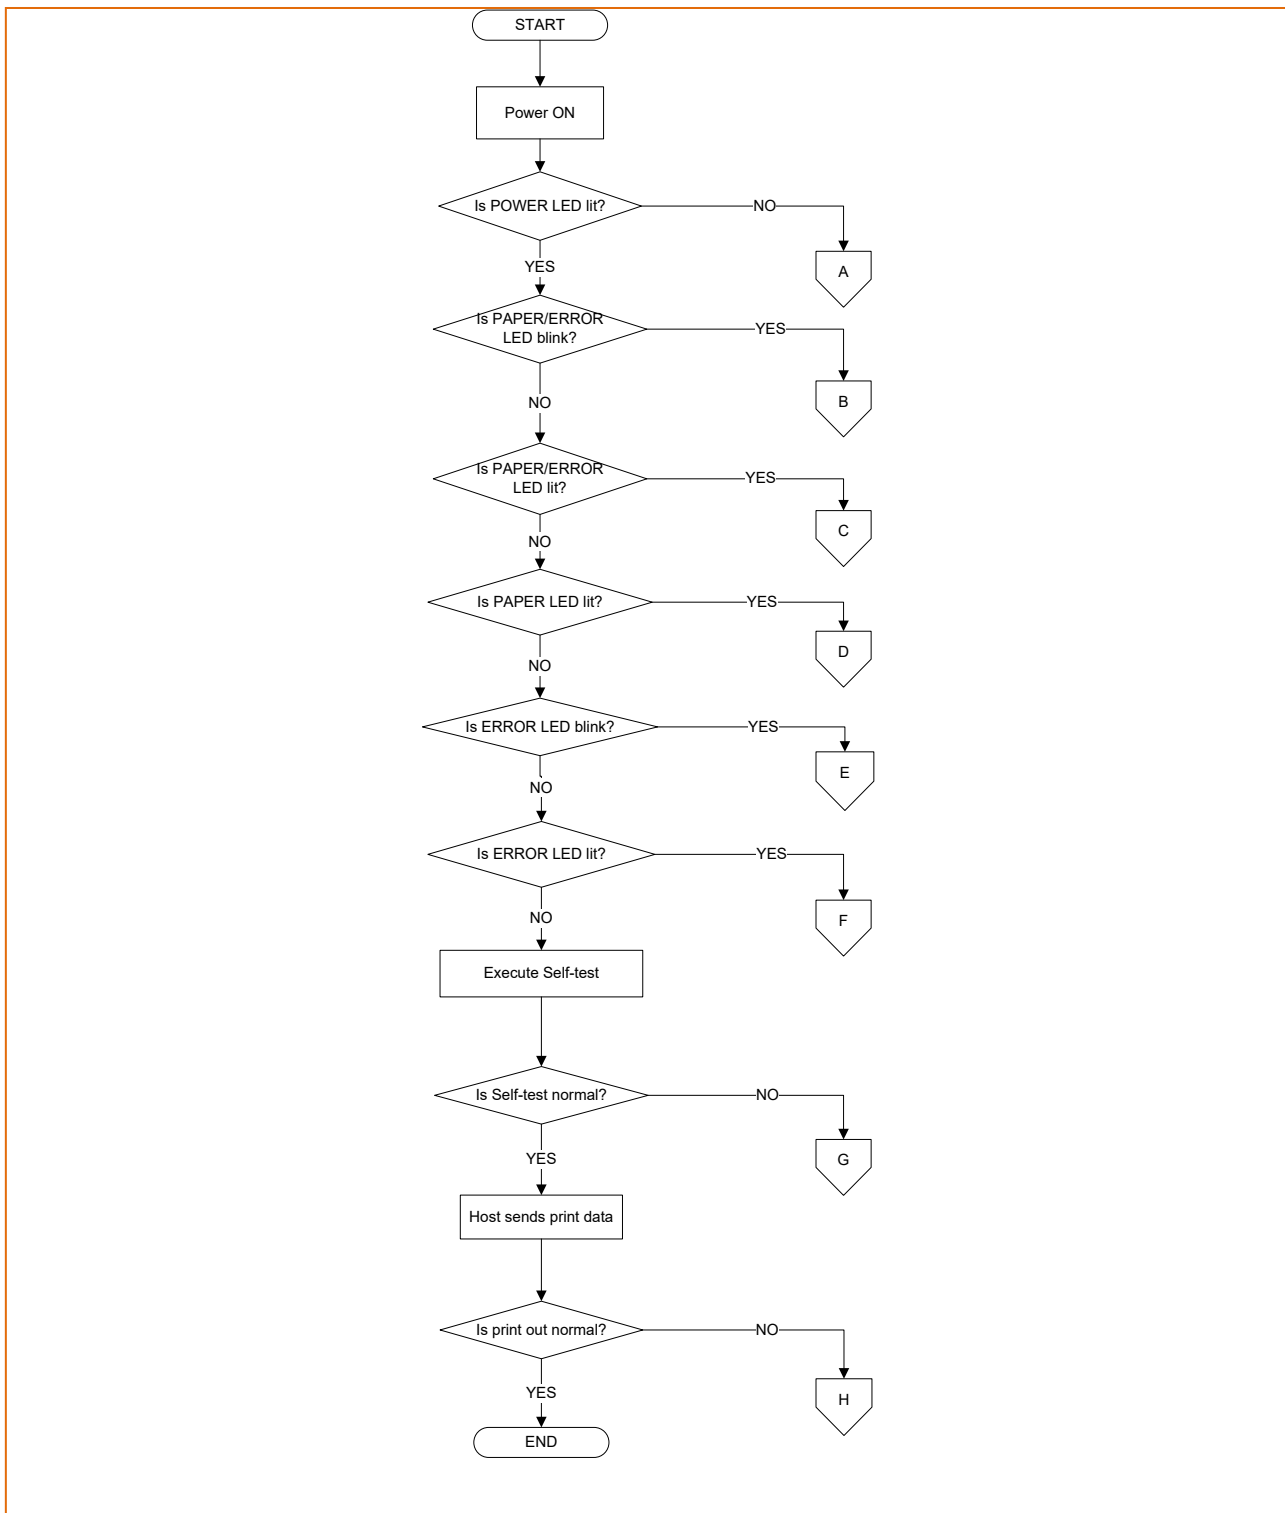 START
Power ON
Is POWER LED lit?
NO
A
YES
Is PAPER/ERROR
LED blink?
YES
B
NO
Is PAPER/ERROR
LED lit?
YES
C
NO
Is PAPER LED lit?
YES
D
NO
Is ERROR LED blink?
YES
E
NO
Is ERROR LED lit?
YES
F
NO
Execute Self-test
Is Self-test normal?
NO
G
YES
Host sends print data
Is print out normal?
NO
H
YES
END